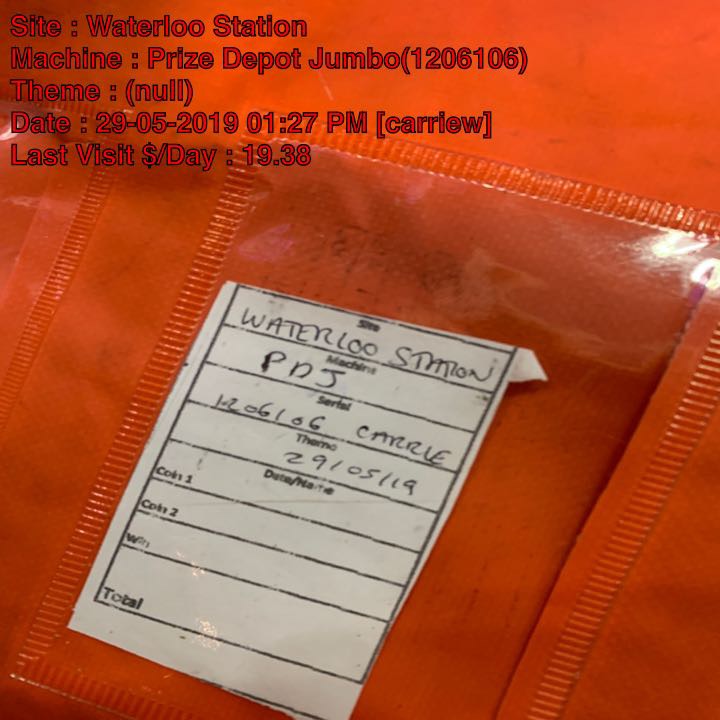 Site : Waterloo Station
Machine : Prize Depot Jumbo(1206106)
Theme : (null)
Date : 29-05-2019 01:27 PM [carriew]
Last Visit $/Day : 19.38
Site
WATERLOO STATION
Machine
PDJ
Serial
1206106 CARRIE
Theme
29/05/19
Date/Name
Coin 1
Coin 2
Win
Total